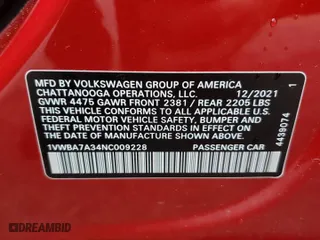 MFD BY VOLKSWAGEN GROUP OF AMERICA
CHATTANOOGA OPERATIONS, LLC. 12/2021
GVWR 4475 GAWR FRONT 2381 / REAR 2205 LBS
THIS VEHICLE CONFORMS TO ALL APPLICABLE U.S.
FEDERAL MOTOR VEHICLE SAFETY, BUMPER AND THEFT
PREVENTION STANDARDS IN EFFECT ON THE DATE
OF MANUFACTURE SHOWN ABOVE.
1VWBA7A34NC009228 PASSENGER CAR
4439074 1